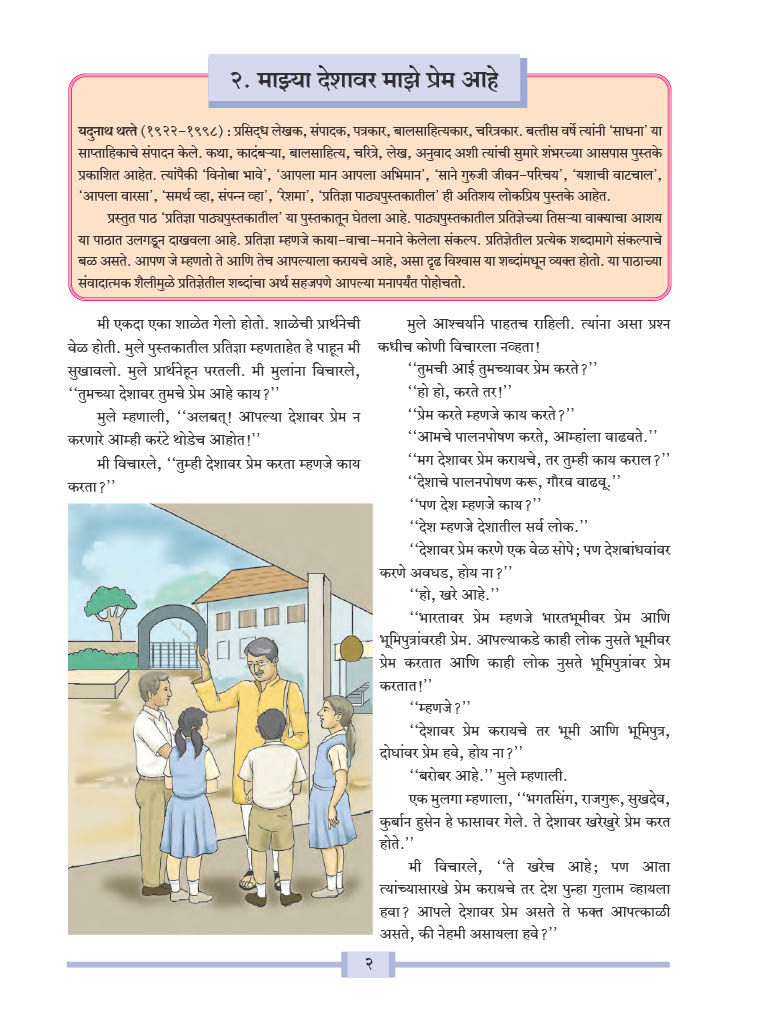 २. माझ्या देशावर माझे प्रेम आहे
यदुनाथ थत्ते (१९२२-१९९८) : प्रसिद्ध लेखक, संपादक, पत्रकार, बालसाहित्यकार, चरित्रकार. बत्तीस वर्षे त्यांनी ‘साधना’ या
साप्ताहिकाचे संपादन केले. कथा, कादंबऱ्या, बालसाहित्य, चरित्रे, लेख, अनुवाद अशी त्यांची सुमारे शंभरच्या आसपास पुस्तके
प्रकाशित आहेत. त्यांपैकी ‘विनोबा भावे’, ‘आपला मान आपला अभिमान’, ‘साने गुरुजी जीवन-परिचय’, ‘यशाची वाटचाल’,
‘आपला वारसा’, ‘समर्थ व्हा, संपन्न व्हा’, ‘रेशमा’, ‘प्रतिज्ञा पाठ्यपुस्तकातील’ ही अतिशय लोकप्रिय पुस्तके आहेत.
प्रस्तुत पाठ ‘प्रतिज्ञा पाठ्यपुस्तकातील’ या पुस्तकातून घेतला आहे. पाठ्यपुस्तकातील प्रतिज्ञेच्या तिसऱ्या वाक्याचा आशय
या पाठात उलगडून दाखवला आहे. प्रतिज्ञा म्हणजे काया-वाचा-मनाने केलेला संकल्प. प्रतिज्ञेतील प्रत्येक शब्दामागे संकल्पाचे
बळ असते. आपण जे म्हणतो ते आणि तेच आपल्याला करायचे आहे, असा दृढ विश्वास या शब्दांमधून व्यक्त होतो. या पाठाच्या
संवादात्मक शैलीमुळे प्रतिज्ञेतील शब्दांचा अर्थ सहजपणे आपल्या मनापर्यंत पोहोचतो.
मी एकदा एका शाळेत गेलो होतो. शाळेची प्रार्थनेची
वेळ होती. मुले पुस्तकातील प्रतिज्ञा म्हणताहेत हे पाहून मी
सुखावलो. मुले प्रार्थनेहून परतली. मी मुलांना विचारले,
‘‘तुमच्या देशावर तुमचे प्रेम आहे काय?’’
मुले म्हणाली, ‘‘अलबत्! आपल्या देशावर प्रेम न
करणारे आम्ही करंटे थोडेच आहोत!’’
मी विचारले, ‘‘तुम्ही देशावर प्रेम करता म्हणजे काय
करता?’’
मुले आश्चर्याने पाहतच राहिली. त्यांना असा प्रश्न
कधीच कोणी विचारला नव्हता!
‘‘तुमची आई तुमच्यावर प्रेम करते?’’
‘‘हो हो, करते तर!’’
‘‘प्रेम करते म्हणजे काय करते?’’
‘‘आमचे पालनपोषण करते, आम्हांला वाढवते.’’
‘‘मग देशावर प्रेम करायचे, तर तुम्ही काय कराल?’’
‘‘देशाचे पालनपोषण करू, गौरव वाढवू.’’
‘‘पण देश म्हणजे काय?’’
‘‘देश म्हणजे देशातील सर्व लोक.’’
‘‘देशावर प्रेम करणे एक वेळ सोपे; पण देशबांधवांवर
करणे अवघड, होय ना?’’
‘‘हो, खरे आहे.’’
‘‘भारतावर प्रेम म्हणजे भारतभूमीवर प्रेम आणि
भूमिपुत्रांवरही प्रेम. आपल्याकडे काही लोक नुसते भूमीवर
प्रेम करतात आणि काही लोक नुसते भूमिपुत्रांवर प्रेम
करतात!’’
‘‘म्हणजे?’’
‘‘देशावर प्रेम करायचे तर भूमी आणि भूमिपुत्र,
दोघांवर प्रेम हवे, होय ना?’’
‘‘बरोबर आहे.’’ मुले म्हणाली.
एक मुलगा म्हणाला, ‘‘भगतसिंग, राजगुरू, सुखदेव,
कुर्बान हुसेन हे फासावर गेले. ते देशावर खरेखुरे प्रेम करत
होते.’’
मी विचारले, ‘‘ते खरेच आहे; पण आता
त्यांच्यासारखे प्रेम करायचे तर देश पुन्हा गुलाम व्हायला
हवा? आपले देशावर प्रेम असते ते फक्त आपत्काळी
असते, की नेहमी असायला हवे?’’
२